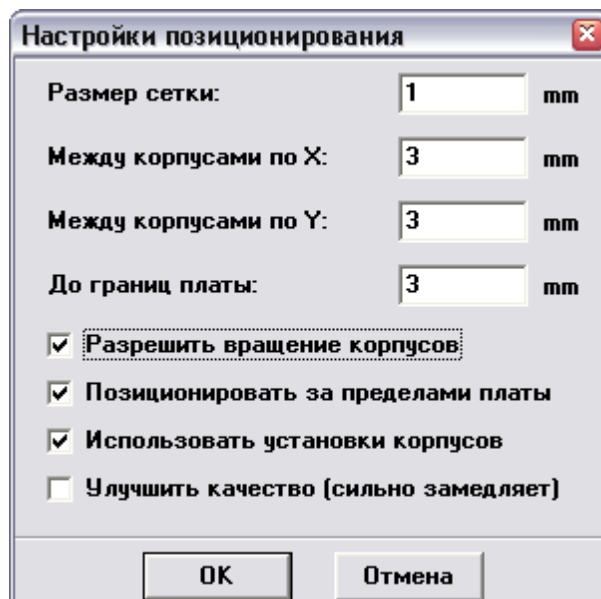 Настройки позиционирования
Размер сетки: 1 mm
Между корпусами по X: 3 mm
Между корпусами по Y: 3 mm
До границ платы: 3 mm
Разрешить вращение корпусов
Позиционировать за пределами платы
Использовать установки корпусов
Улучшить качество (сильно замедляет)
OK Отмена